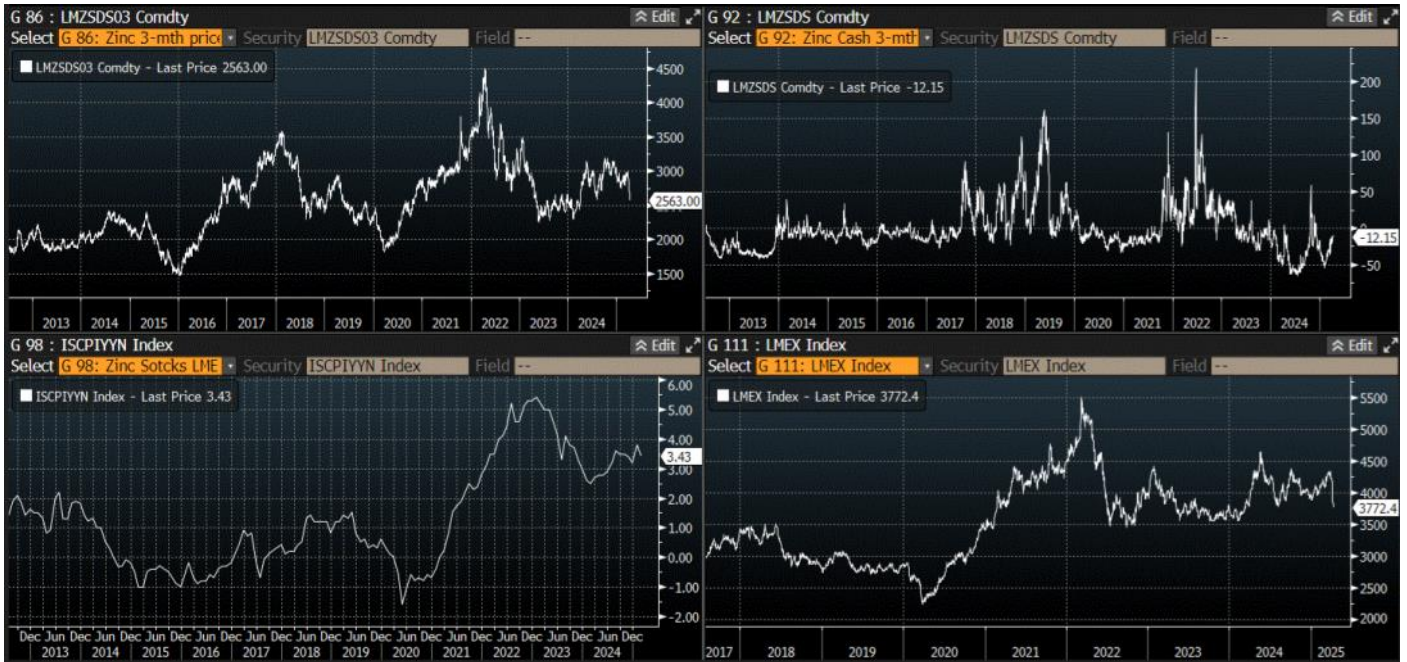 G 86 : LMZSDS03 Comdty
Edit
Select G 86: Zinc 3-mth price Security LMZSDS03 Comdty Field --
LMZSDS03 Comdty - Last Price 2563.00
4500
4000
3500
3000
2563.00
2000
1500
2013 2014 2015 2016 2017 2018 2019 2020 2021 2022 2023 2024
G 92 : LMZSDS Comdty
Edit
Select G 92: Zinc Cash 3-mth Security LMZSDS Comdty Field --
LMZSDS Comdty - Last Price -12.15
200
150
100
50
-12.15
-50
2013 2014 2015 2016 2017 2018 2019 2020 2021 2022 2023 2024
G 98 : ISCPIYYN Index
Edit
Select G 98: Zinc Sotcks LME Security ISCPIYYN Index Field --
ISCPIYYN Index - Last Price 3.43
6.00
5.00
4.00
3.43
3.00
2.00
1.00
0.00
-1.00
-2.00
Dec Jun Dec Jun Dec Jun Dec Jun Dec Jun Dec Jun Dec Jun Dec Jun Dec Jun Dec Jun Dec Jun Dec Jun Dec
2013 2014 2015 2016 2017 2018 2019 2020 2021 2022 2023 2024
G 111 : LMEX Index
Edit
Select G 111: LMEX Index Security LMEX Index Field --
LMEX Index - Last Price 3772.4
5500
5000
4500
4000
3772.4
3500
3000
2500
2000
2017 2018 2019 2020 2021 2022 2023 2024 2025